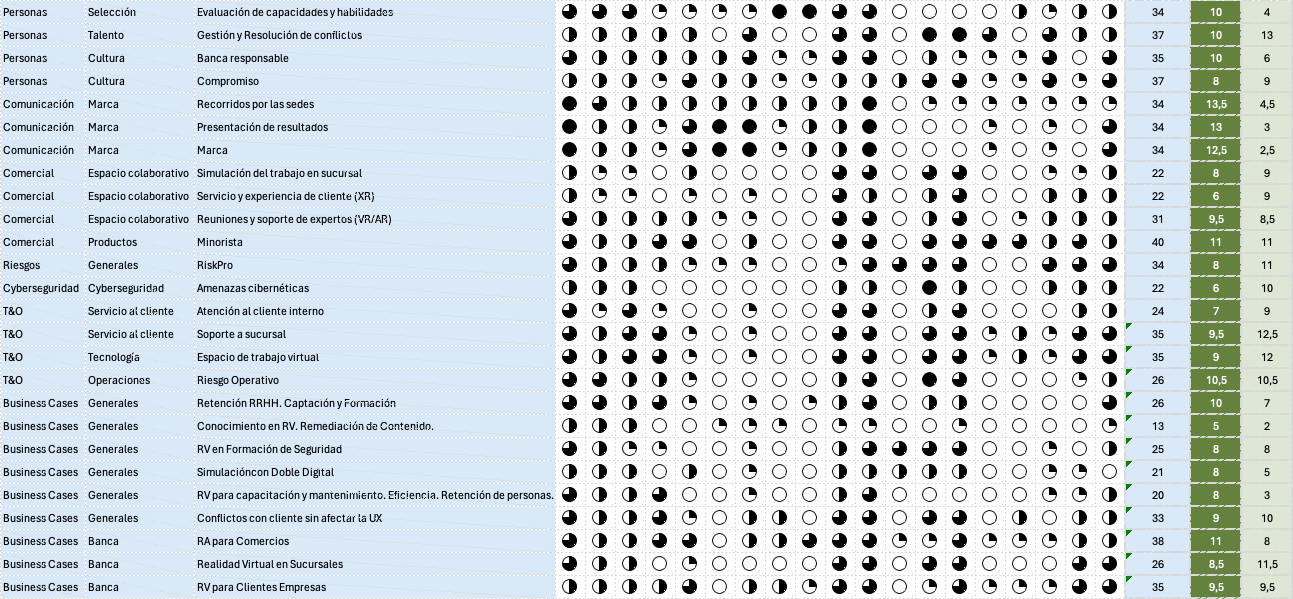 Personas Selección Evaluación de capacidades y habilidades 34 10 4
Personas Talento Gestión y Resolución de conflictos 37 10 13
Personas Cultura Banca responsable 35 10 6
Personas Cultura Compromiso 37 8 9
Comunicación Marca Recorridos por las sedes 34 13,5 4,5
Comunicación Marca Presentación de resultados 34 13 3
Comunicación Marca Marca 34 12,5 2,5
Comercial Espacio colaborativo Simulación del trabajo en sucursal 22 8 9
Comercial Espacio colaborativo Servicio y experiencia de cliente (XR) 22 6 9
Comercial Espacio colaborativo Reuniones y soporte de expertos (VR/AR) 31 9,5 8,5
Comercial Productos Minorista 40 11 11
Riesgos Generales RiskPro 34 8 11
Cyberseguridad Cyberseguridad Amenazas cibernéticas 22 6 10
T&O Servicio al cliente Atención al cliente interno 24 7 9
T&O Servicio al cliente Soporte a sucursal 35 9,5 12,5
T&O Tecnología Espacio de trabajo virtual 35 9 12
T&O Operaciones Riesgo Operativo 26 10,5 10,5
Business Cases Generales Retención RRHH. Captación y Formación 26 10 7
Business Cases Generales Conocimiento en RV. Remediación de Contenido. 13 5 2
Business Cases Generales RV en Formación de Seguridad 25 8 8
Business Cases Generales Simulación con Doble Digital 21 8 5
Business Cases Generales RV para capacitación y mantenimiento. Eficiencia. Retención de personas. 20 8 3
Business Cases Generales Conflictos con cliente sin afectar la UX 33 9 10
Business Cases Banca RA para Comercios 38 11 8
Business Cases Banca Realidad Virtual en Sucursales 26 8,5 11,5
Business Cases Banca RV para Clientes Empresas 35 9,5 9,5